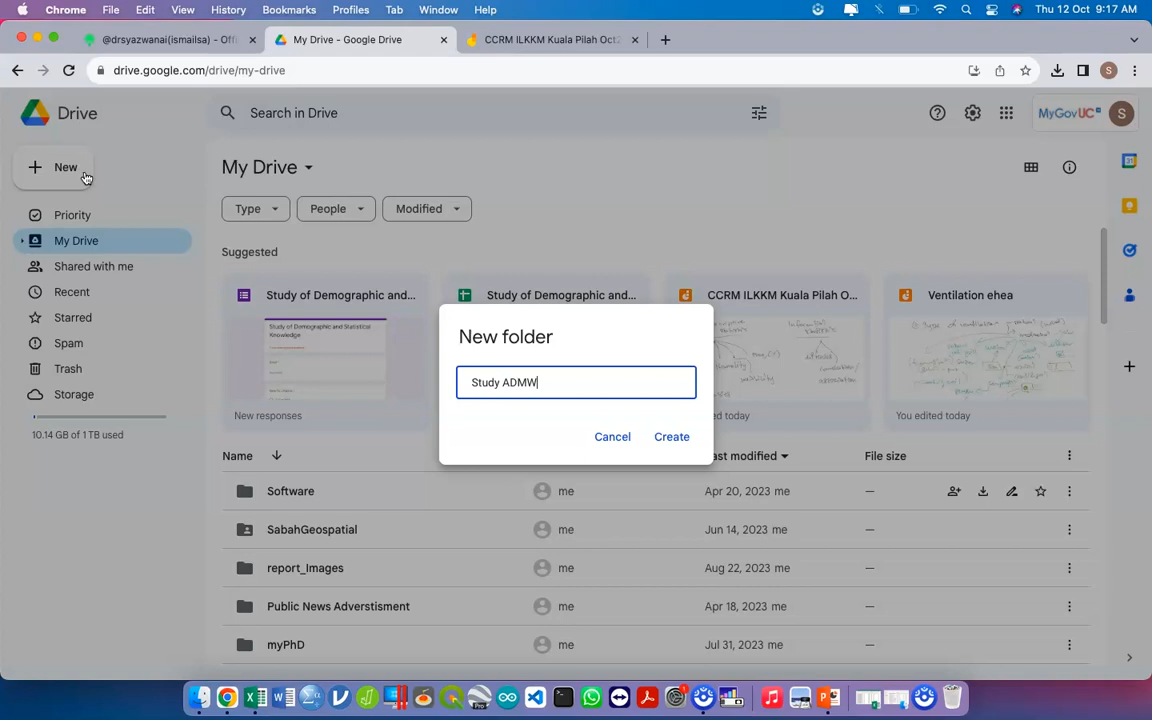 Chrome File Edit View History Bookmarks Profiles Tab Window Help Thu 12 Oct 9:17 AM
@drsyazwanai(ismailsa) - Offi
My Drive - Google Drive
CCRM ILKKM Kuala Pilah Oct2
drive.google.com/drive/my-drive
S
Drive
Search in Drive
MyGovUC
S
New
My Drive
Type
People
Modified
Priority
My Drive
Shared with me
Recent
Starred
Spam
Trash
Storage
10.14 GB of 1 TB used
Suggested
Study of Demographic and...
Study of Demographic and...
CCRM ILKKM Kuala Pilah O...
Ventilation ehea
Study of Demographic and Statistical
Knowledge
New responses
ed today
You edited today
New folder
Study ADMW
Cancel
Create
Name
ast modified
File size
Software me Apr 20, 2023 me —
SabahGeospatial me Jun 14, 2023 me —
report_Images me Aug 22, 2023 me —
Public News Adverstisment me Apr 18, 2023 me —
myPhD me Jul 31, 2023 me —